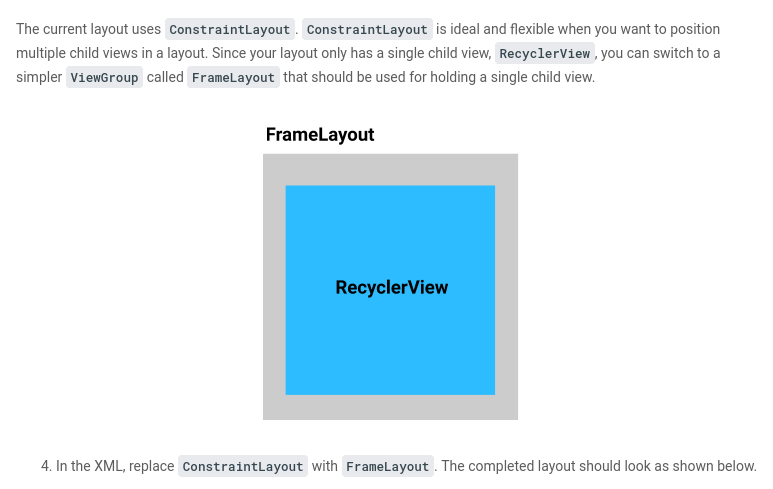 The current layout uses ConstraintLayout. ConstraintLayout is ideal and flexible when you want to position
multiple child views in a layout. Since your layout only has a single child view, RecyclerView, you can switch to a
simpler ViewGroup called FrameLayout that should be used for holding a single child view.
FrameLayout
RecyclerView
4. In the XML, replace ConstraintLayout with FrameLayout. The completed layout should look as shown below.